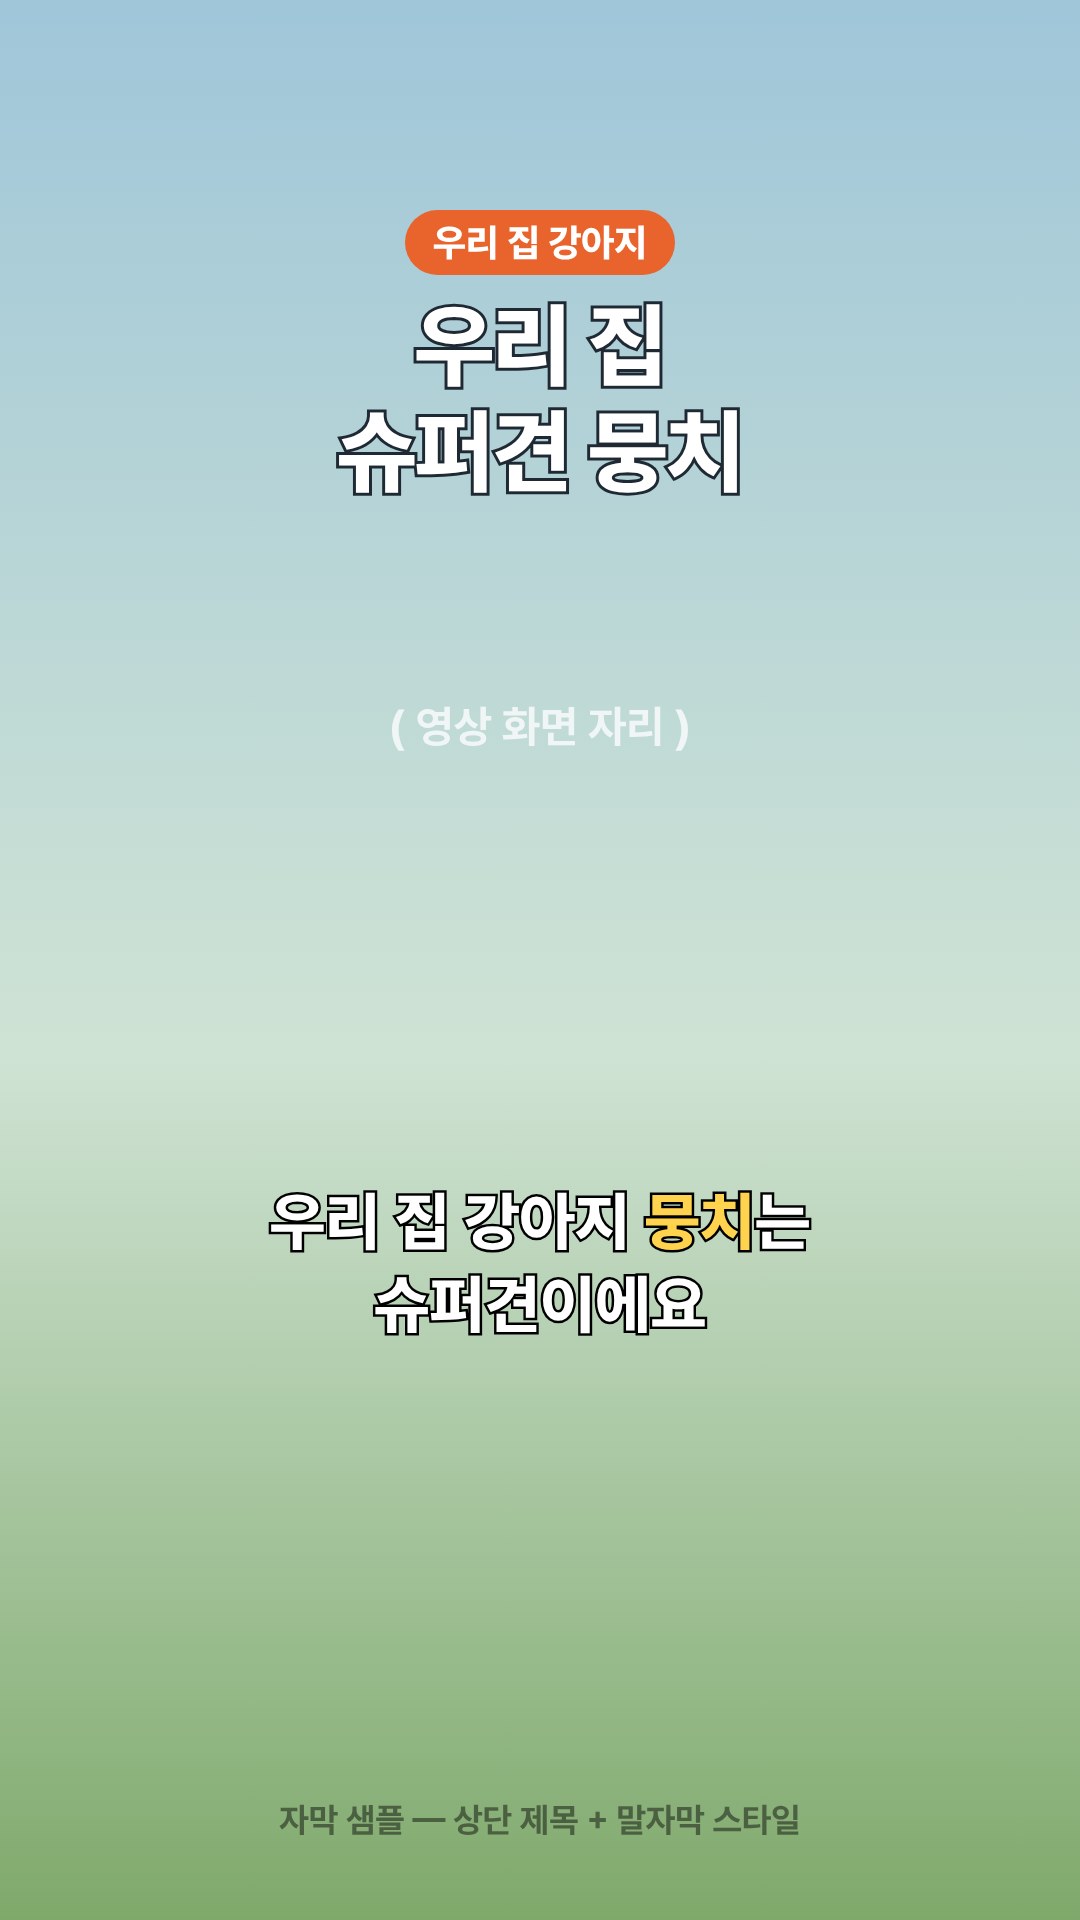 우리 집 강아지
우리 집
슈퍼견 뭉치
( 영상 화면 자리 )
우리 집 강아지 뭉치는
슈퍼견이에요
자막 샘플 — 상단 제목 + 말자막 스타일